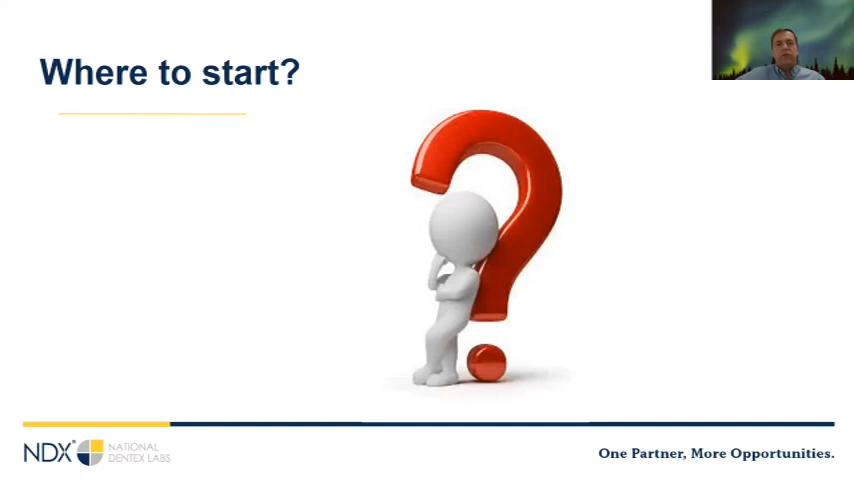 Where to start?
NDX®
NATIONAL
DENTEX LABS
One Partner, More Opportunities.